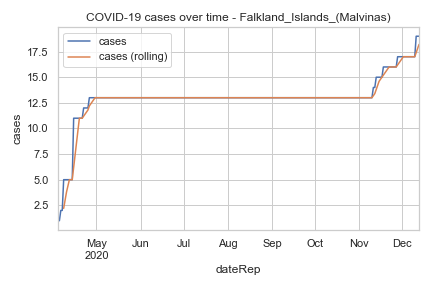 COVID-19 cases over time - Falkland_Islands_(Malvinas)
cases
cases (rolling)
17.5
15.0
12.5
10.0
7.5
5.0
2.5
cases
May Jun Jul Aug Sep Oct Nov Dec
2020
dateRep